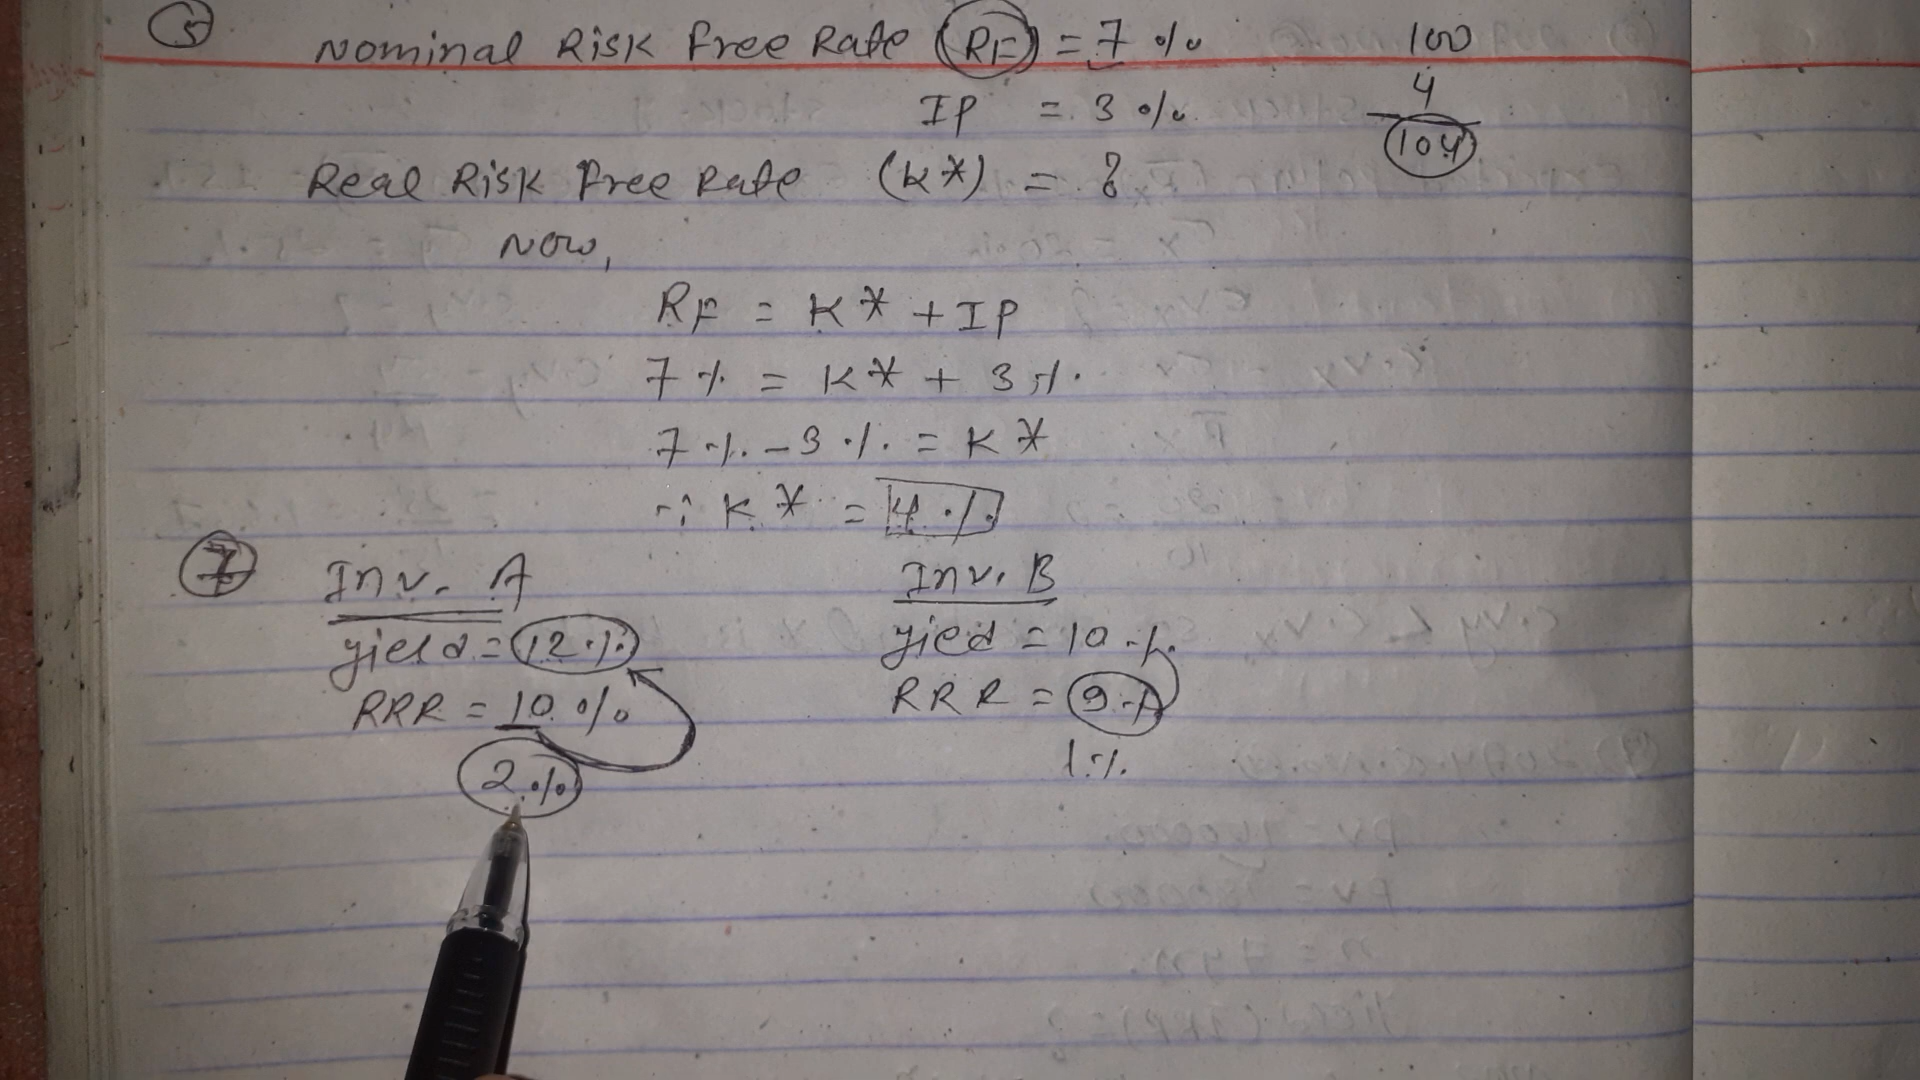 5 Nominal Risk Free Rate (RF) = 7 %
100
IP = 3 %
4
104
Real Risk Free Rate (K*) = ?
Now,
RF = K* + IP
7% = K* + 3%.
7%. - 3%. = K*
∴ K* = 4%
7 Inv. A
Inv. B
yield = 12%
yied = 10%.
RRR = 10%
RRR = 9%
2%
1%.